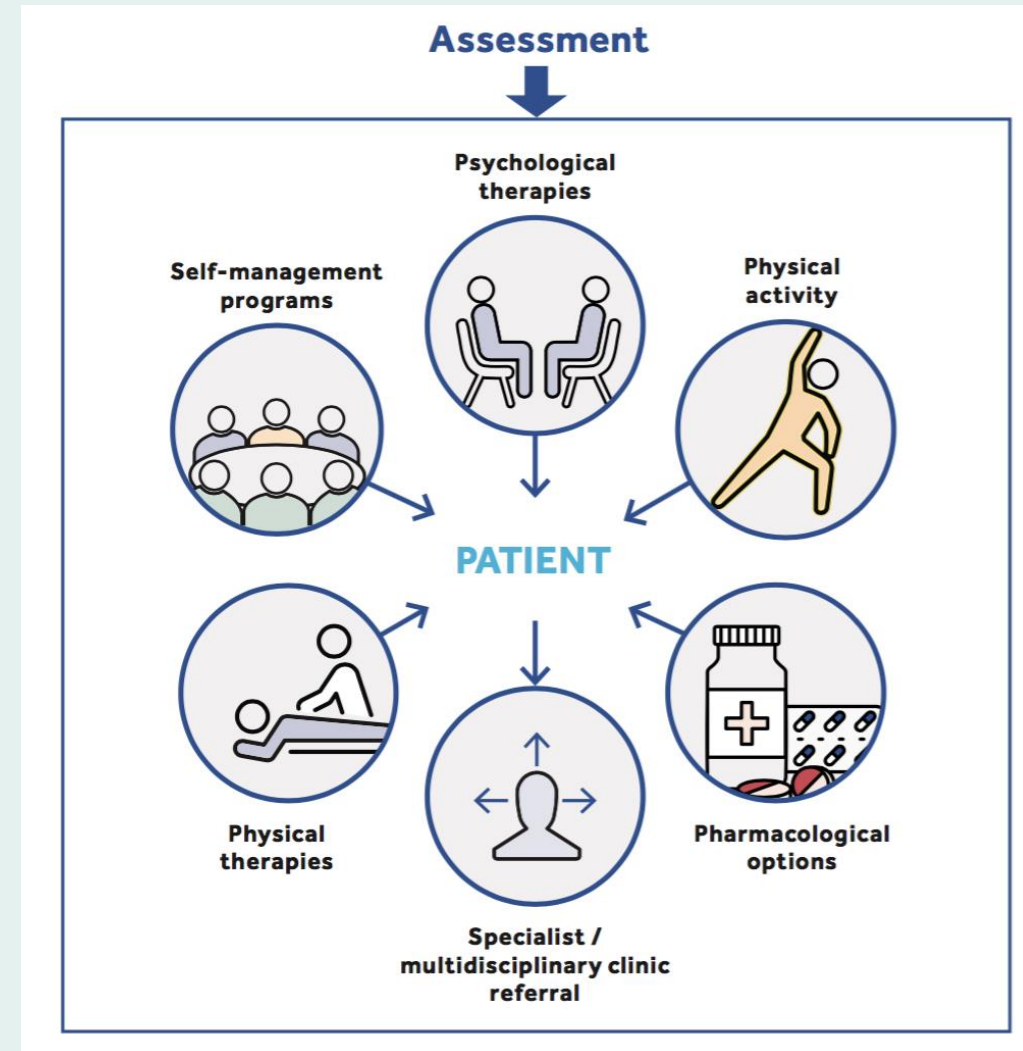 Assessment
Psychological
therapies
Self-management
programs
Physical
activity
PATIENT
Physical
therapies
Pharmacological
options
Specialist /
multidisciplinary clinic
referral